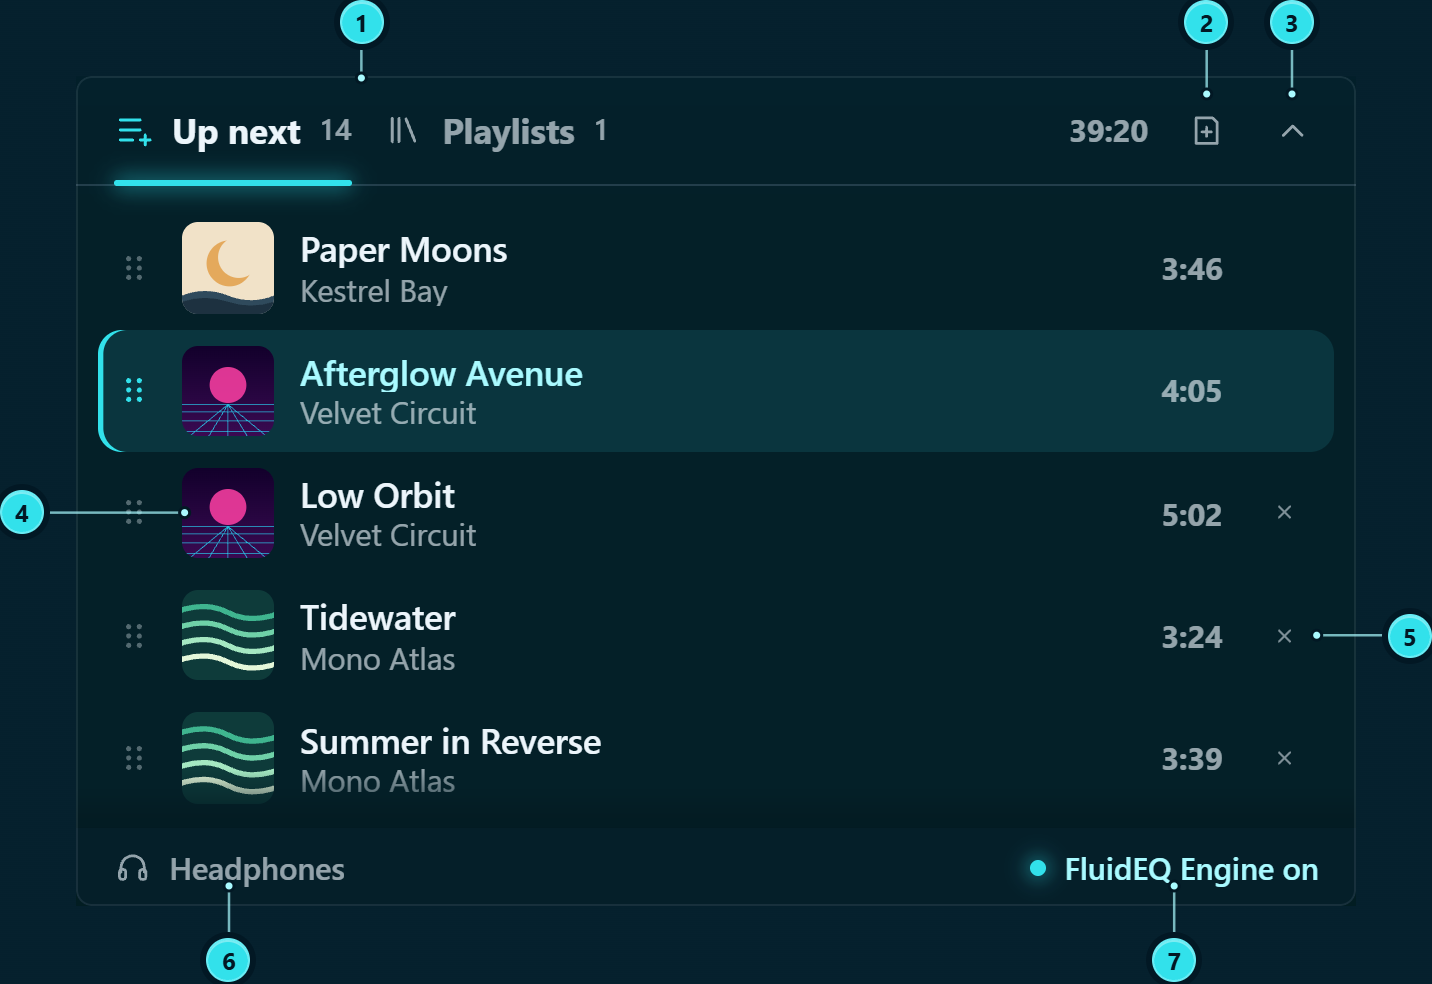 1
2
3
Up next 14
Playlists 1
39:20
Paper Moons
Kestrel Bay
3:46
Afterglow Avenue
Velvet Circuit
4:05
4
Low Orbit
Velvet Circuit
5:02
Tidewater
Mono Atlas
3:24
5
Summer in Reverse
Mono Atlas
3:39
Headphones
FluidEQ Engine on
6
7